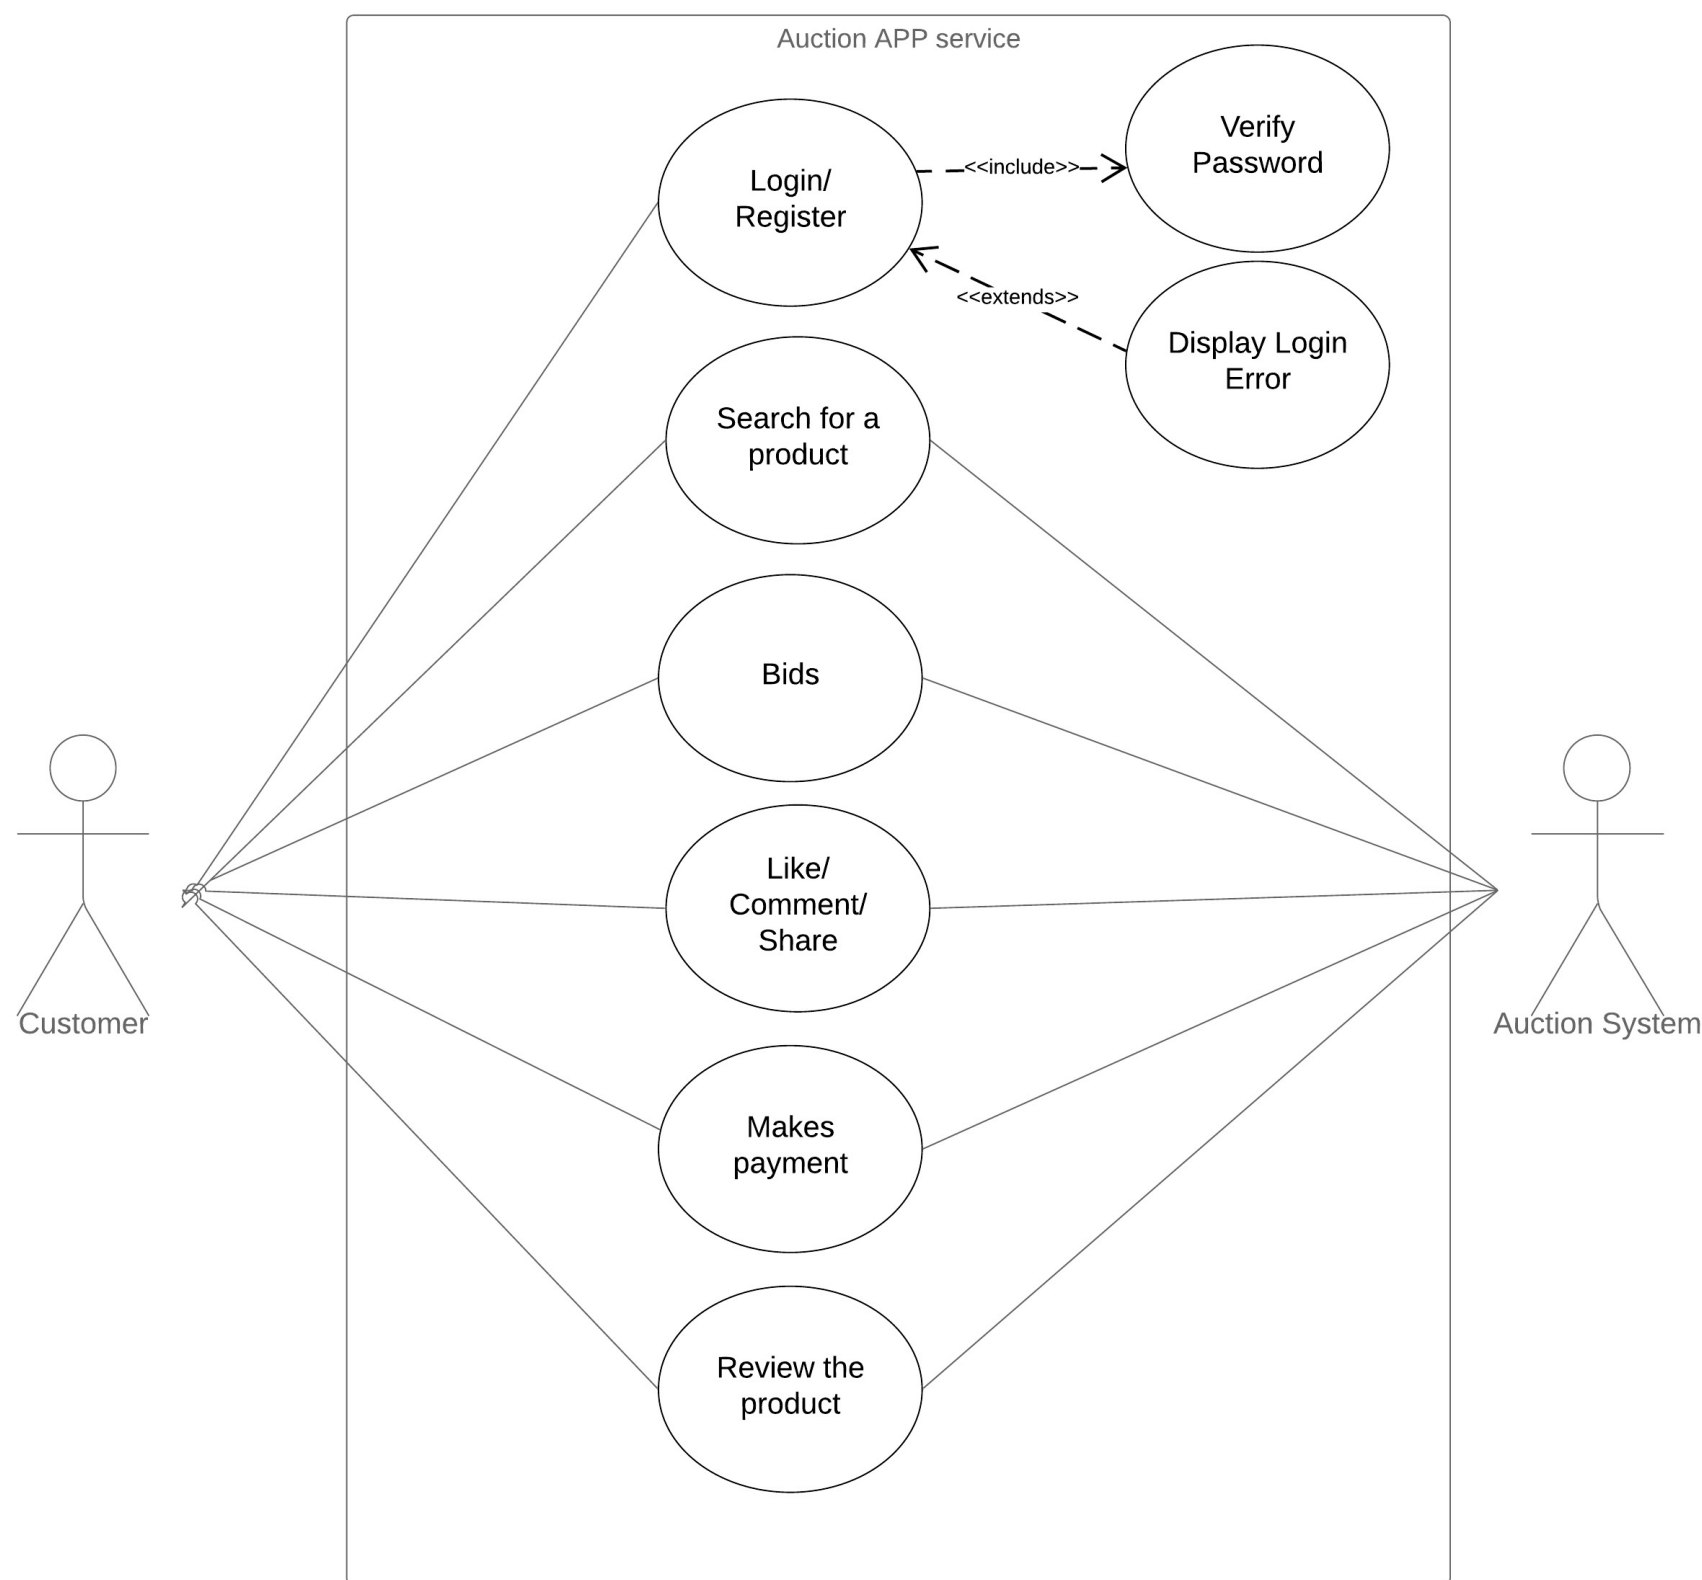 Auction APP service
Login/
Register
<<include>>
Verify
Password
<<extends>>
Display Login
Error
Search for a
product
Bids
Like/
Comment/
Share
Customer
Auction System
Makes
payment
Review the
product